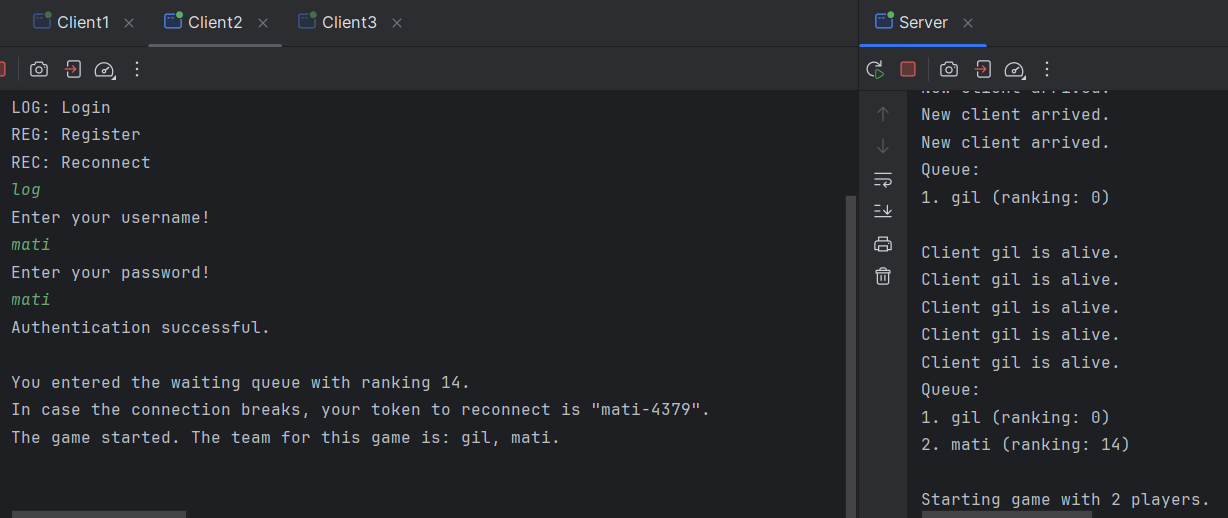 Client1
Client2
Client3
Server
LOG: Login
REG: Register
REC: Reconnect
log
Enter your username!
mati
Enter your password!
mati
Authentication successful.
You entered the waiting queue with ranking 14.
In case the connection breaks, your token to reconnect is "mati-4379".
The game started. The team for this game is: gil, mati.
New client arrived.
New client arrived.
New client arrived.
Queue:
1. gil (ranking: 0)
Client gil is alive.
Client gil is alive.
Client gil is alive.
Client gil is alive.
Client gil is alive.
Queue:
1. gil (ranking: 0)
2. mati (ranking: 14)
Starting game with 2 players.